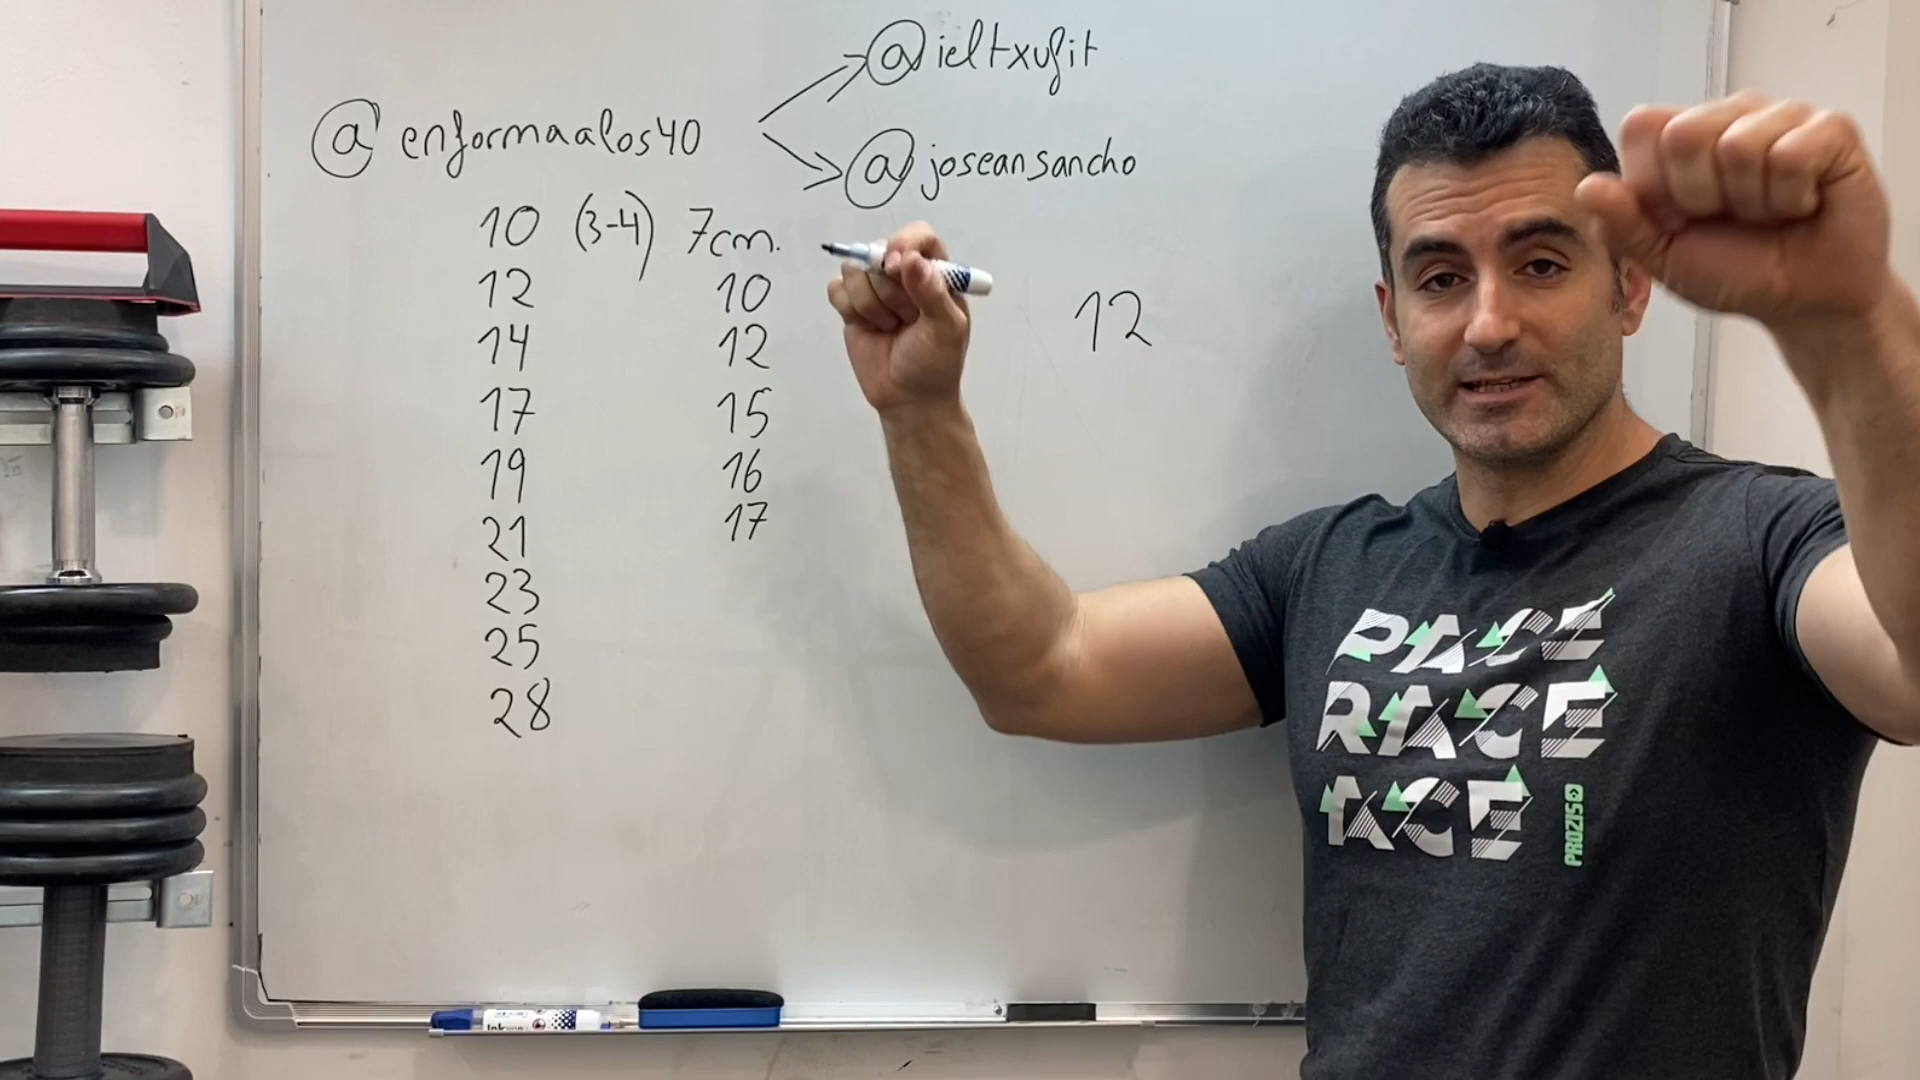 @ieltxufit
@enformaalos40
@joseansancho
10 (3-4) 7cm.
12 10 12
14 12
17 15
19 16
21 17
23
25
28
PACE
RACE
ACE
PROZIS